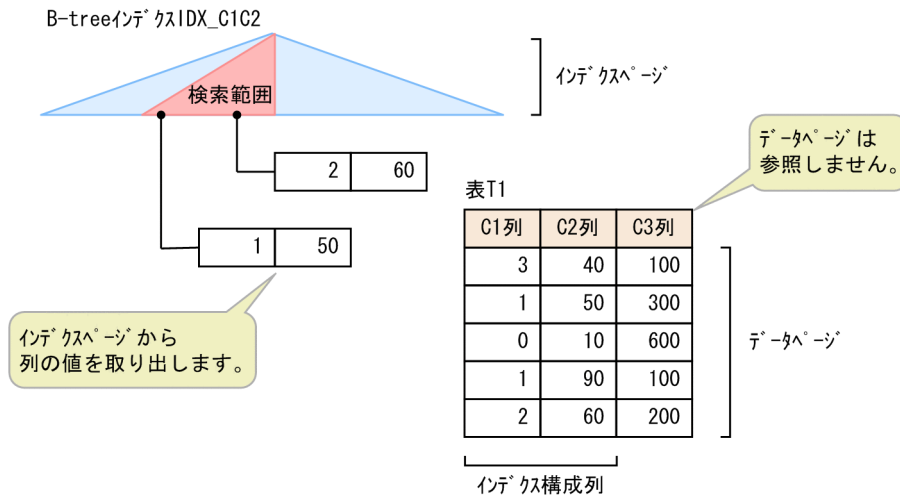 B-treeｲﾝﾃﾞｸｽIDX_C1C2
ｲﾝﾃﾞｸｽﾍﾟｰｼﾞ
検索範囲
ﾃﾞｰﾀﾍﾟｰｼﾞは
参照しません。
2 60
表T1
C1列 C2列 C3列
1 50
3 40 100
1 50 300
0 10 600
1 90 100
2 60 200
ｲﾝﾃﾞｸｽﾍﾟｰｼﾞから
列の値を取り出します。
ﾃﾞｰﾀﾍﾟｰｼﾞ
ｲﾝﾃﾞｸｽ構成列